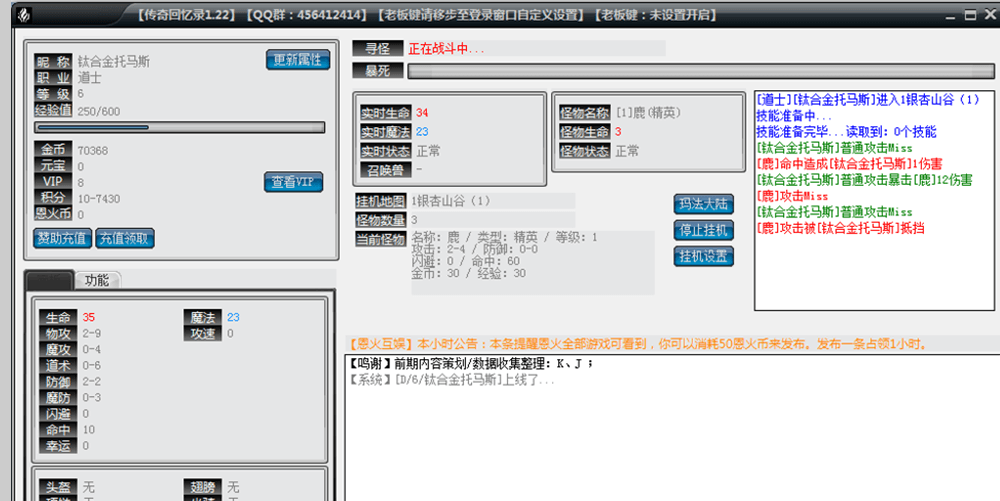 【传奇回忆录1.22】【QQ群：456412414】【老板键请移步至登录窗口自定义设置】【老板键：未设置开启】
昵 称 钛合金托马斯
更新属性
职 业 道士
等 级 6
经验值 250/600
金币 70368
元宝 0
VIP 8
查看VIP
积分 10-7430
恩火币 0
赞助充值 充值领取
功能
生命 35
魔法 23
物攻 2-9
攻速 0
魔攻 0-4
道术 0-6
防御 2-2
魔防 0-3
闪避 0
命中 10
幸运 0
头盔 无
翅膀 无
寻怪 正在战斗中...
暴死
实时生命 34
实时魔法 23
实时状态 正常
召唤兽 -
怪物名称 [1]鹿(精英)
怪物生命 3
怪物状态 正常
挂机地图 1银杏山谷（1）
怪物数量 3
当前怪物 名称: 鹿 / 类型: 精英 / 等级: 1
攻击: 2-4 / 防御: 0-0
闪避: 0 / 命中: 60
金币: 30 / 经验: 30
玛法大陆
停止挂机
挂机设置
[道士][钛合金托马斯]进入1银杏山谷（1）
技能准备中...
技能准备完毕...读取到: 0个技能
[钛合金托马斯]普通攻击Miss
[鹿]命中造成[钛合金托马斯]1伤害
[钛合金托马斯]普通攻击暴击[鹿]12伤害
[鹿]攻击Miss
[钛合金托马斯]普通攻击Miss
[鹿]攻击被[钛合金托马斯]抵挡
【恩火互娱】本小时公告：本条提醒恩火全部游戏可看到，你可以消耗50恩火币来发布。发布一条占领1小时。
【鸣谢】前期内容策划/数据收集整理: K、J ；
【系统】[D/6/钛合金托马斯]上线了...